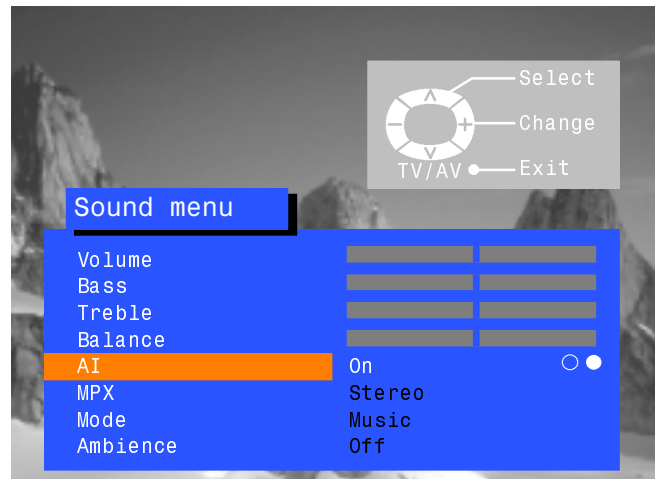 Select
Change
TV/AV Exit
Sound menu
Volume
Bass
Treble
Balance
AI On
MPX Stereo
Mode Music
Ambience Off